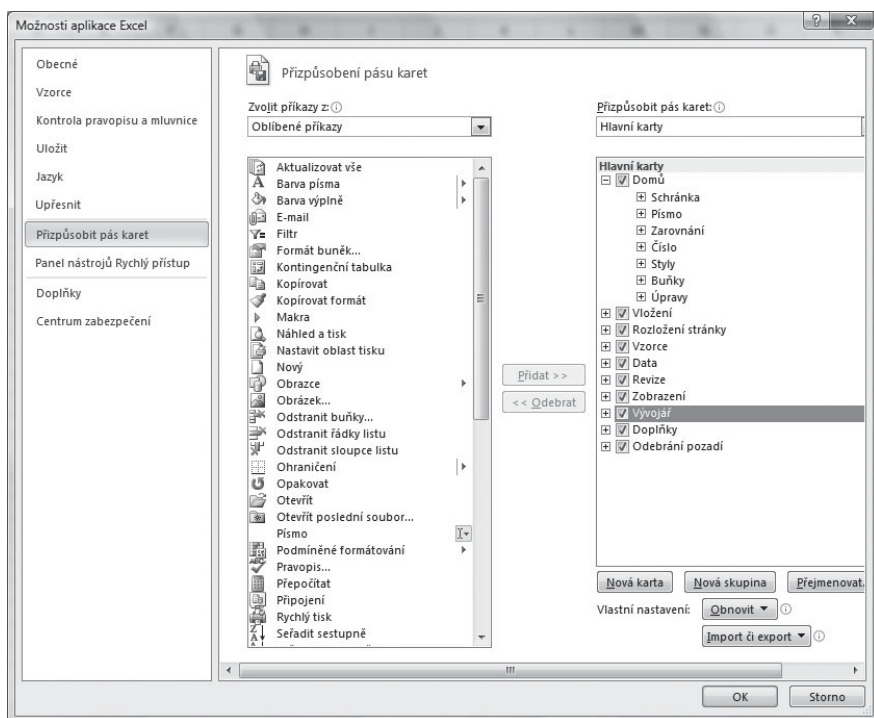 Možnosti aplikace Excel
Obecné
Vzorce
Kontrola pravopisu a mluvnice
Uložit
Jazyk
Upřesnit
Přizpůsobit pás karet
Panel nástrojů Rychlý přístup
Doplňky
Centrum zabezpečení
Přizpůsobení pásu karet
Zvolit příkazy z:
Oblíbené příkazy
Aktualizovat vše
Barva písma
Barva výplně
E-mail
Filtr
Formát buněk...
Kontingenční tabulka
Kopírovat
Kopírovat formát
Makra
Náhled a tisk
Nastavit oblast tisku
Nový
Obrazce
Obrázek...
Odstranit buňky...
Odstranit řádky listu
Odstranit sloupce listu
Ohraničení
Opakovat
Otevřít
Otevřít poslední soubor...
Písmo
Podmíněné formátování
Pravopis...
Přepočítat
Připojení
Rychlý tisk
Seřadit sestupně
Přidat >>
<< Odebrat
Přizpůsobit pás karet:
Hlavní karty
Hlavní karty
Domů
Schránka
Písmo
Zarovnání
Číslo
Styly
Buňky
Úpravy
Vložení
Rozložení stránky
Vzorce
Data
Revize
Zobrazení
Vývojář
Doplňky
Odebrání pozadí
Nová karta
Nová skupina
Přejmenovat.
Vlastní nastavení:
Obnovit
Import či export
OK
Storno